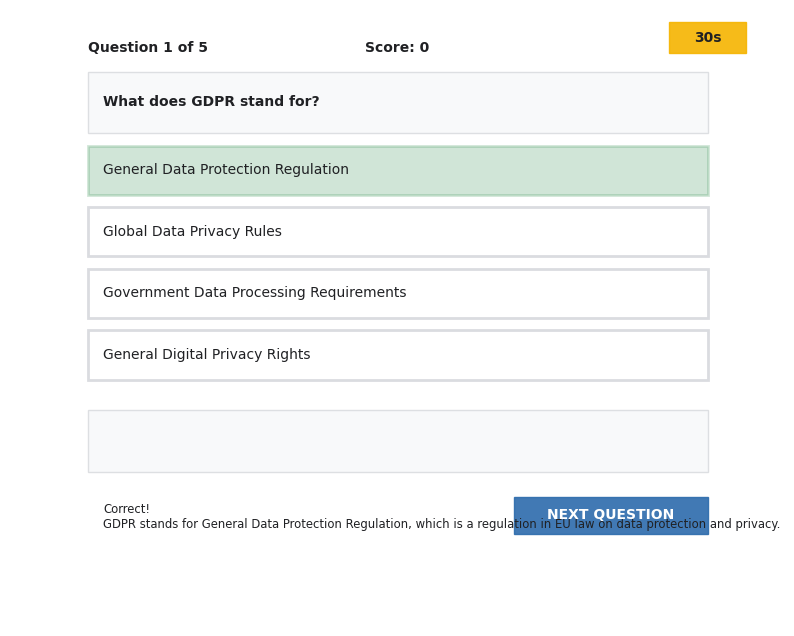 Question 1 of 5
Score: 0
30s
What does GDPR stand for?
General Data Protection Regulation
Global Data Privacy Rules
Government Data Processing Requirements
General Digital Privacy Rights
Correct!
GDPR stands for General Data Protection Regulation, which is a regulation in EU law on data protection and privacy.
NEXT QUESTION